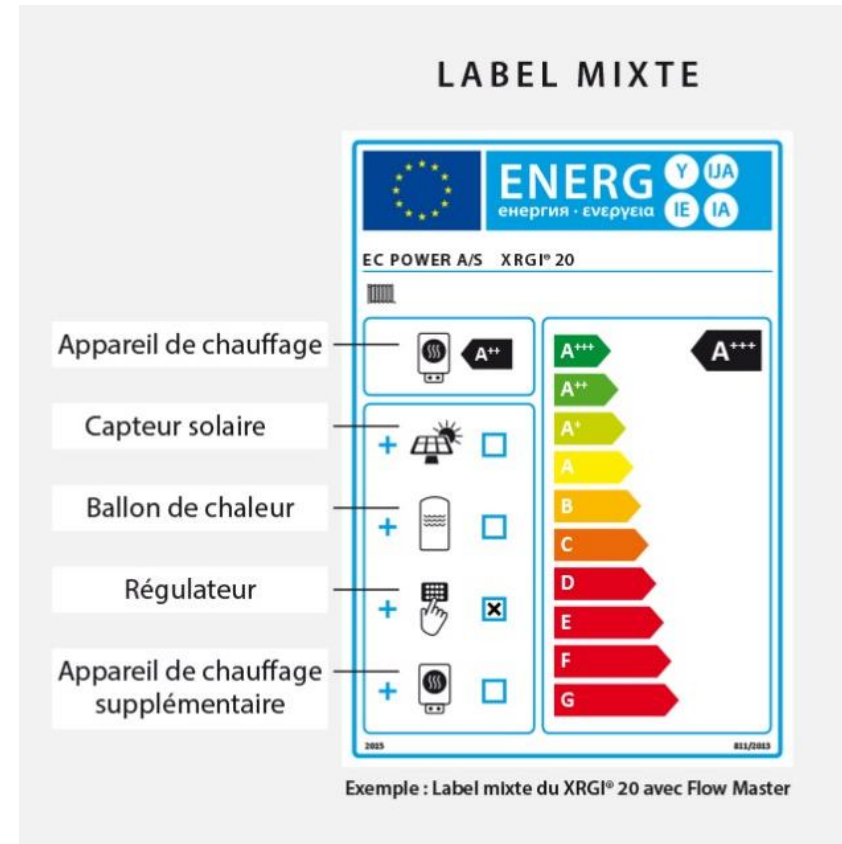 LABEL MIXTE
ENERG Y IJA
енергия · ενεργεια IE IA
EC POWER A/S XRGI® 20
Appareil de chauffage
A++
A+++
A+++
A++
Capteur solaire
A+
A
Ballon de chaleur
B
C
Régulateur
D
E
Appareil de chauffage
supplémentaire
F
G
2015
811/2013
Exemple : Label mixte du XRGI® 20 avec Flow Master